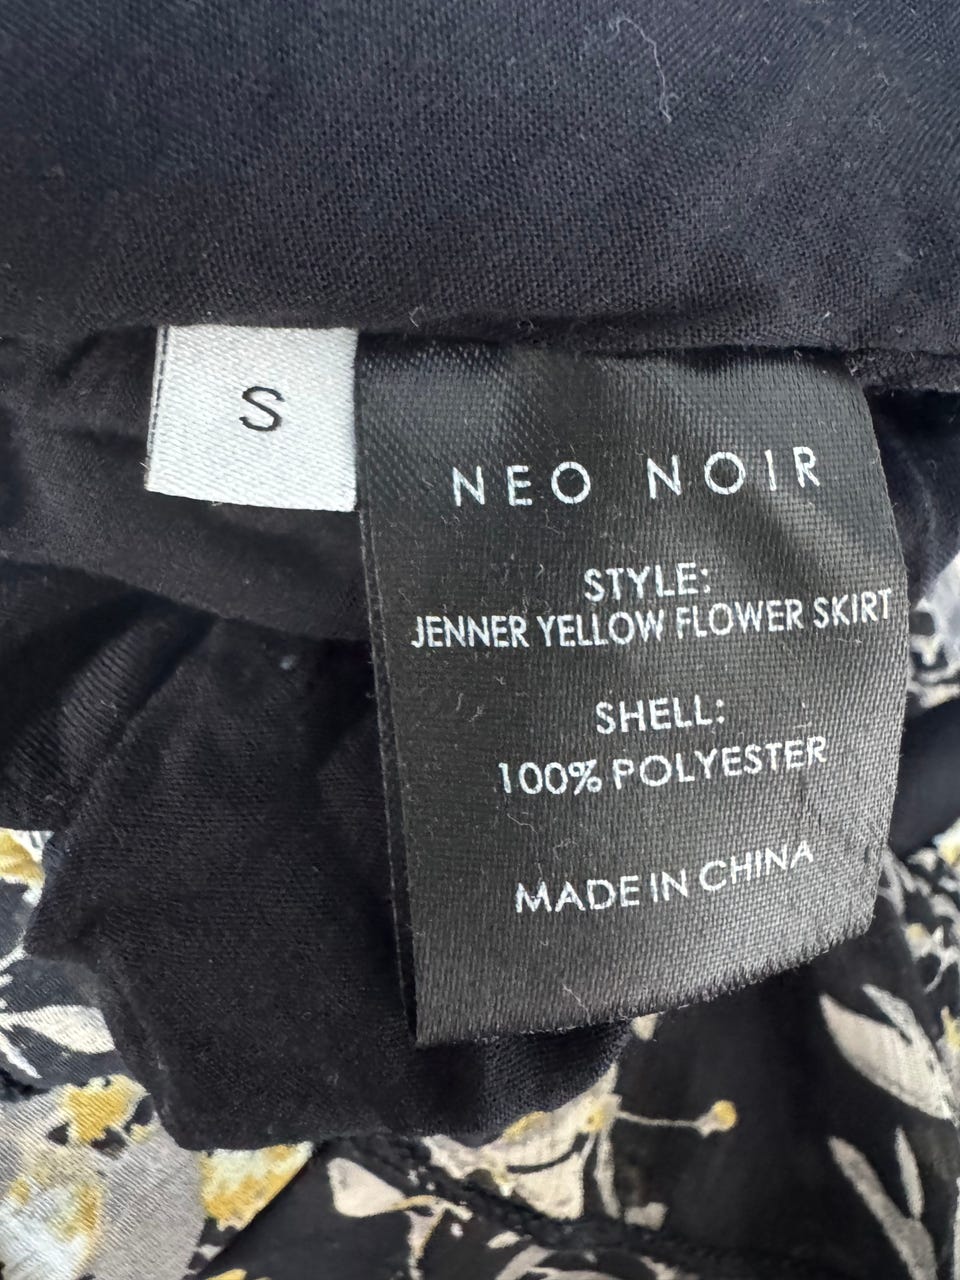 S
NEO NOIR
STYLE:
JENNER YELLOW FLOWER SKIRT
SHELL:
100% POLYESTER
MADE IN CHINA